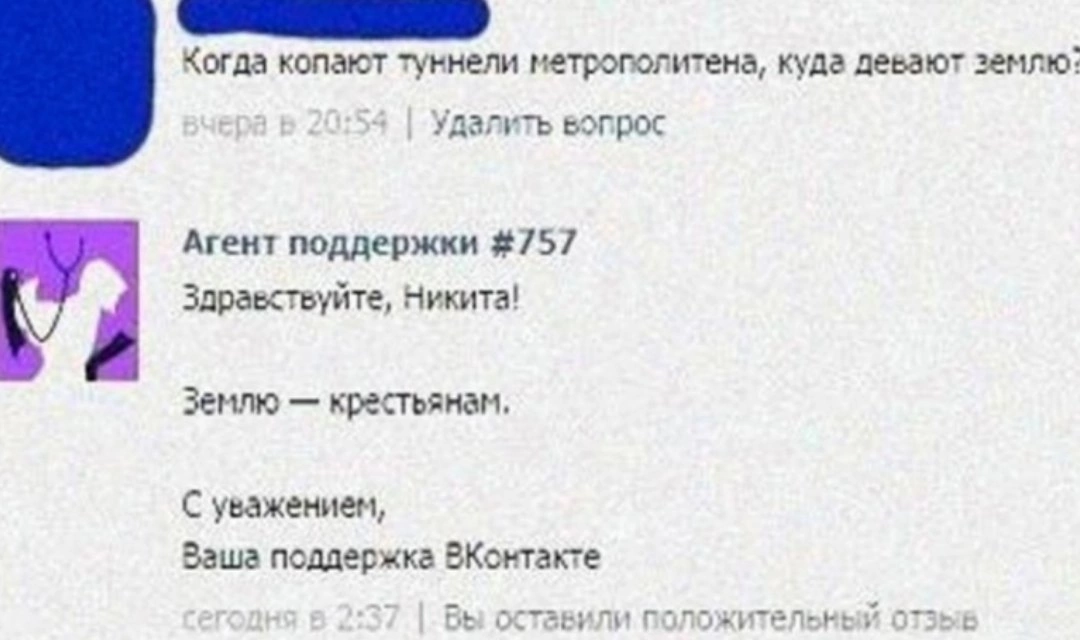 Когда копают туннели метрополитена, куда девают землю?
вчера в 20:54 | Удалить вопрос
Агент поддержки #757
Здравствуйте, Никита!
Землю — крестьянам.
С уважением,
Ваша поддержка ВКонтакте
сегодня в 2:37 | Вы оставили положительный отзыв